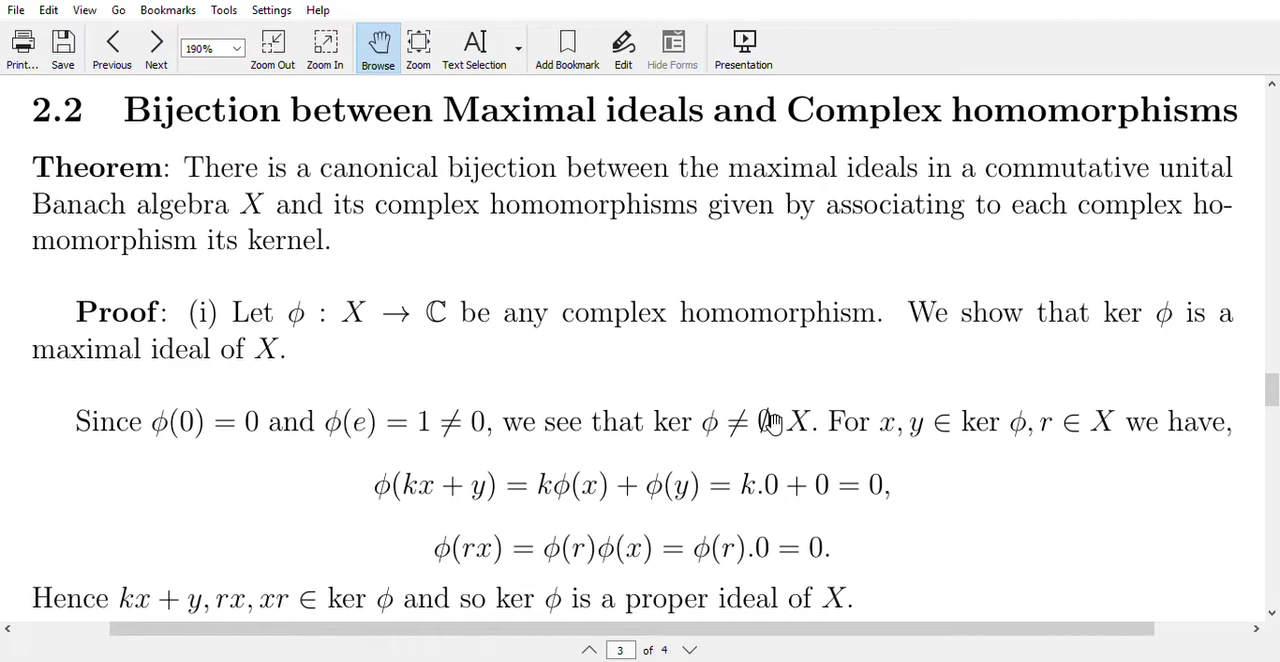 File Edit View Go Bookmarks Tools Settings Help
190%
Print... Save Previous Next Zoom Out Zoom In Browse Zoom Text Selection Add Bookmark Edit Hide Forms Presentation
2.2 Bijection between Maximal ideals and Complex homomorphisms
Theorem: There is a canonical bijection between the maximal ideals in a commutative unital
Banach algebra X and its complex homomorphisms given by associating to each complex ho-
momorphism its kernel.
Proof: (i) Let ϕ : X → ℂ be any complex homomorphism. We show that ker ϕ is a
maximal ideal of X.
Since ϕ(0) = 0 and ϕ(e) = 1 ≠ 0, we see that ker ϕ ≠ ∅, X. For x, y ∈ ker ϕ, r ∈ X we have,
ϕ(kx + y) = kϕ(x) + ϕ(y) = k.0 + 0 = 0,
ϕ(rx) = ϕ(r)ϕ(x) = ϕ(r).0 = 0.
Hence kx + y, rx, xr ∈ ker ϕ and so ker ϕ is a proper ideal of X.
3 of 4